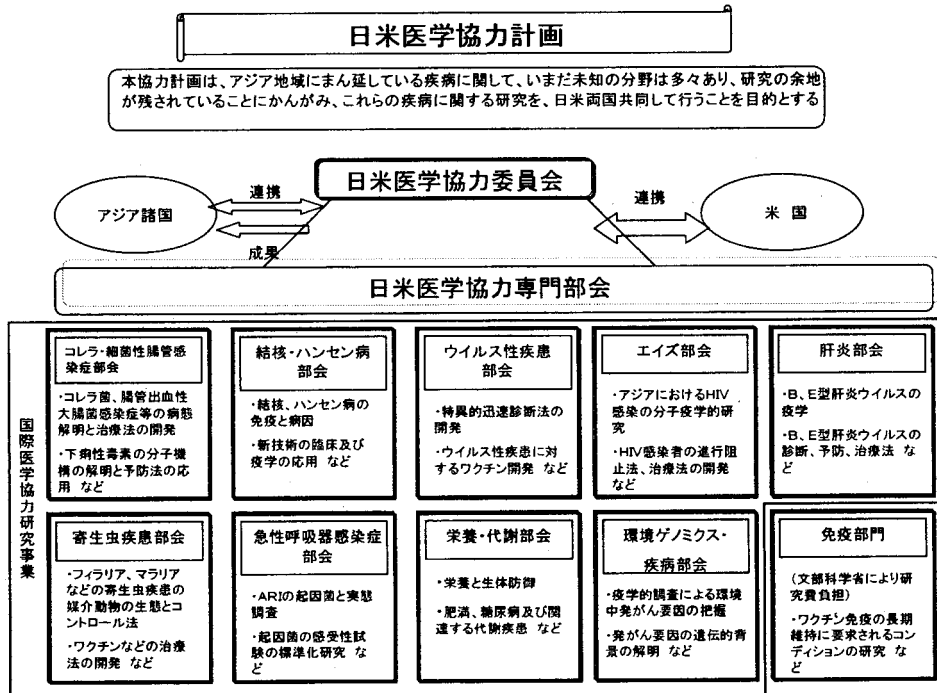 日米医学協力計画
本協力計画は、アジア地域にまん延している疾病に関して、いまだ未知の分野は多々あり、研究の余地
が残されていることにかんがみ、これらの疾病に関する研究を、日米両国共同して行うことを目的とする
日米医学協力委員会
アジア諸国
連携
成果
連携
米 国
日米医学協力専門部会
国際医学協力研究事業
コレラ・細菌性腸管感
染症部会
・コレラ菌、腸管出血性
大腸菌感染症等の病態
解明と治療法の開発
・下痢性毒素の分子機
構の解明と予防法の応
用 など
結核・ハンセン病
部会
・結核、ハンセン病の
免疫と病因
・新技術の臨床及び
疫学の応用 など
ウイルス性疾患
部会
・特異的迅速診断法の
開発
・ウイルス性疾患に対
するワクチン開発 など
エイズ部会
・アジアにおけるHIV
感染の分子疫学的研
究
・HIV感染者の進行阻
止法、治療法の開発
など
肝炎部会
・B、E型肝炎ウイルスの
疫学
・B、E型肝炎ウイルスの
診断、予防、治療法 な
ど
寄生虫疾患部会
・フィラリア、マラリア
などの寄生虫疾患の
媒介動物の生態とコ
ントロール法
・ワクチンなどの治療
法の開発 など
急性呼吸器感染症
部会
・ARIの起因菌と実態
調査
・起因菌の感受性試
験の標準化研究 な
ど
栄養・代謝部会
・栄養と生体防御
・肥満、糖尿病及び関
連する代謝疾患 など
環境ゲノミクス・
疾病部会
・疫学的調査による環境
中発がん要因の把握
・発がん要因の遺伝的背
景の解明 など
免疫部門
(文部科学省により研
究費負担)
・ワクチン免疫の長期
維持に要求されるコン
ディションの研究 な
ど